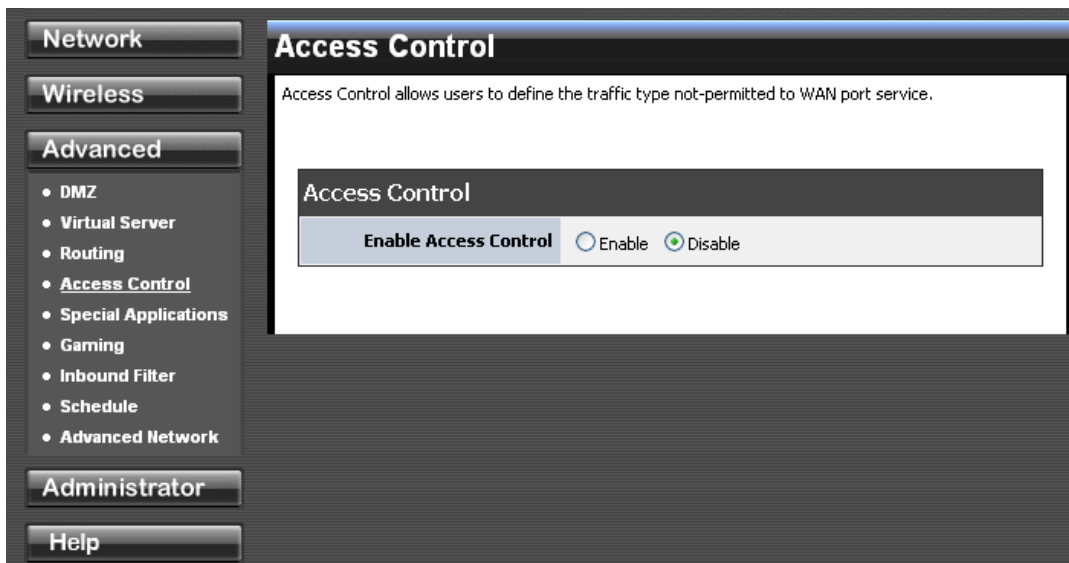 Network
Wireless
Advanced
• DMZ
• Virtual Server
• Routing
• Access Control
• Special Applications
• Gaming
• Inbound Filter
• Schedule
• Advanced Network
Administrator
Help
Access Control
Access Control allows users to define the traffic type not-permitted to WAN port service.
Access Control
Enable Access Control Enable Disable